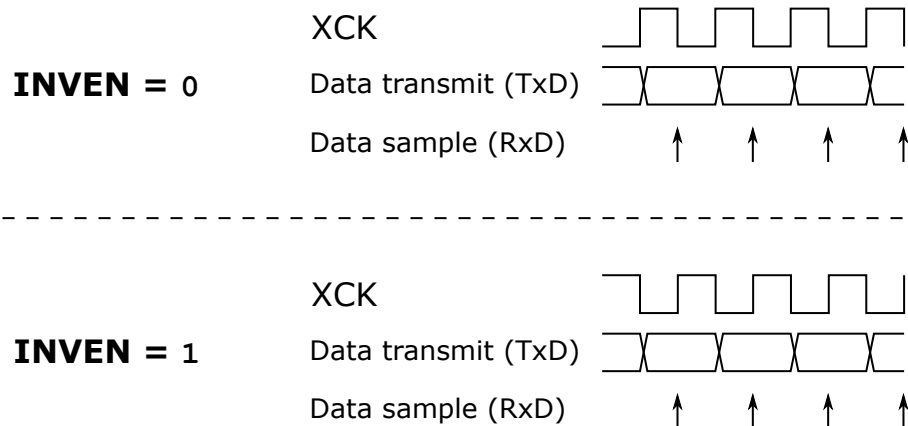 XCK
INVEN = 0
Data transmit (TxD)
Data sample (RxD)
XCK
INVEN = 1
Data transmit (TxD)
Data sample (RxD)